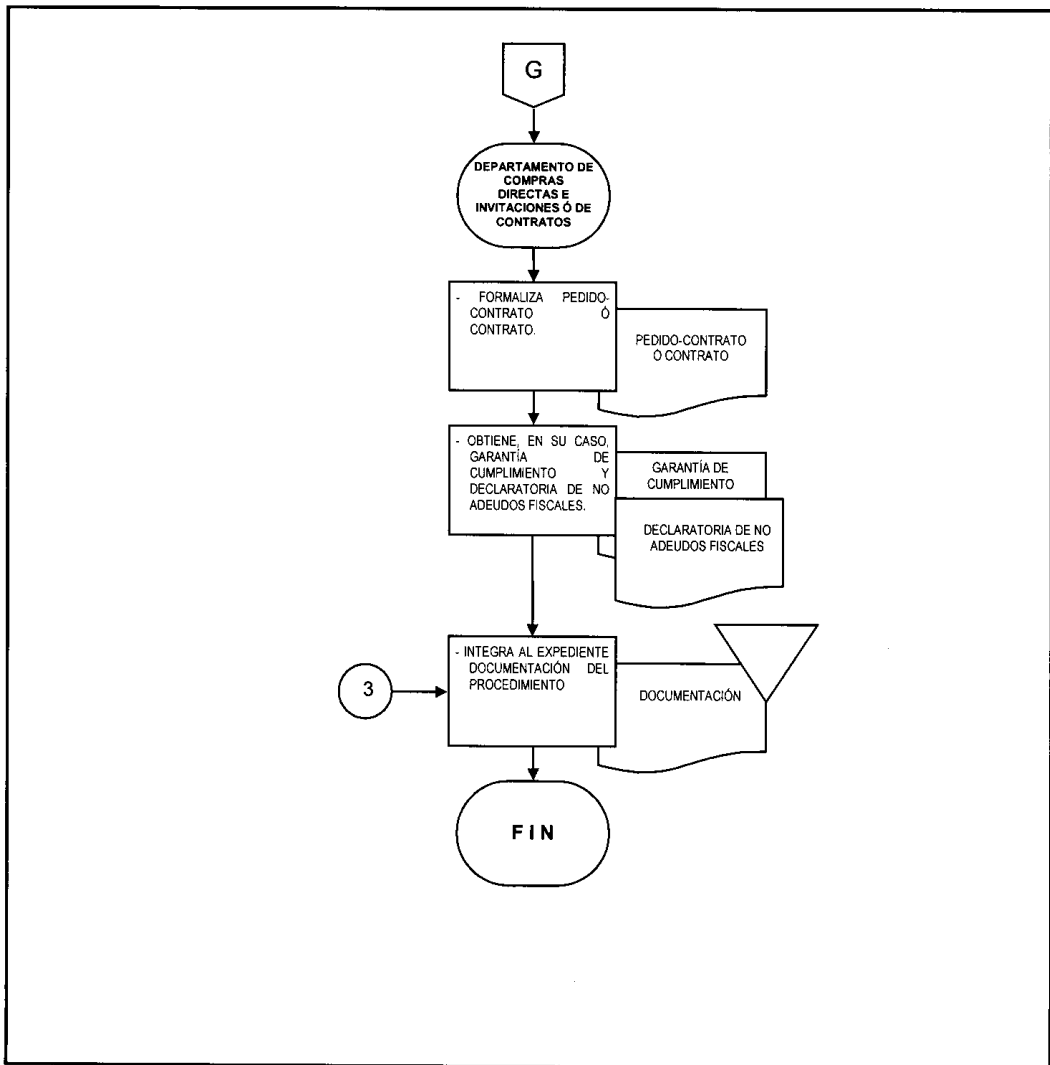 G
DEPARTAMENTO DE
COMPRAS
DIRECTAS E
INVITACIONES Ó DE
CONTRATOS
- FORMALIZA PEDIDO-
CONTRATO Ó
CONTRATO.
PEDIDO-CONTRATO
O CONTRATO
- OBTIENE, EN SU CASO,
GARANTÍA DE
CUMPLIMIENTO Y
DECLARATORIA DE NO
ADEUDOS FISCALES.
GARANTÍA DE
CUMPLIMIENTO
DECLARATORIA DE NO
ADEUDOS FISCALES
- INTEGRA AL EXPEDIENTE
DOCUMENTACIÓN DEL
PROCEDIMIENTO
3
DOCUMENTACIÓN
FIN